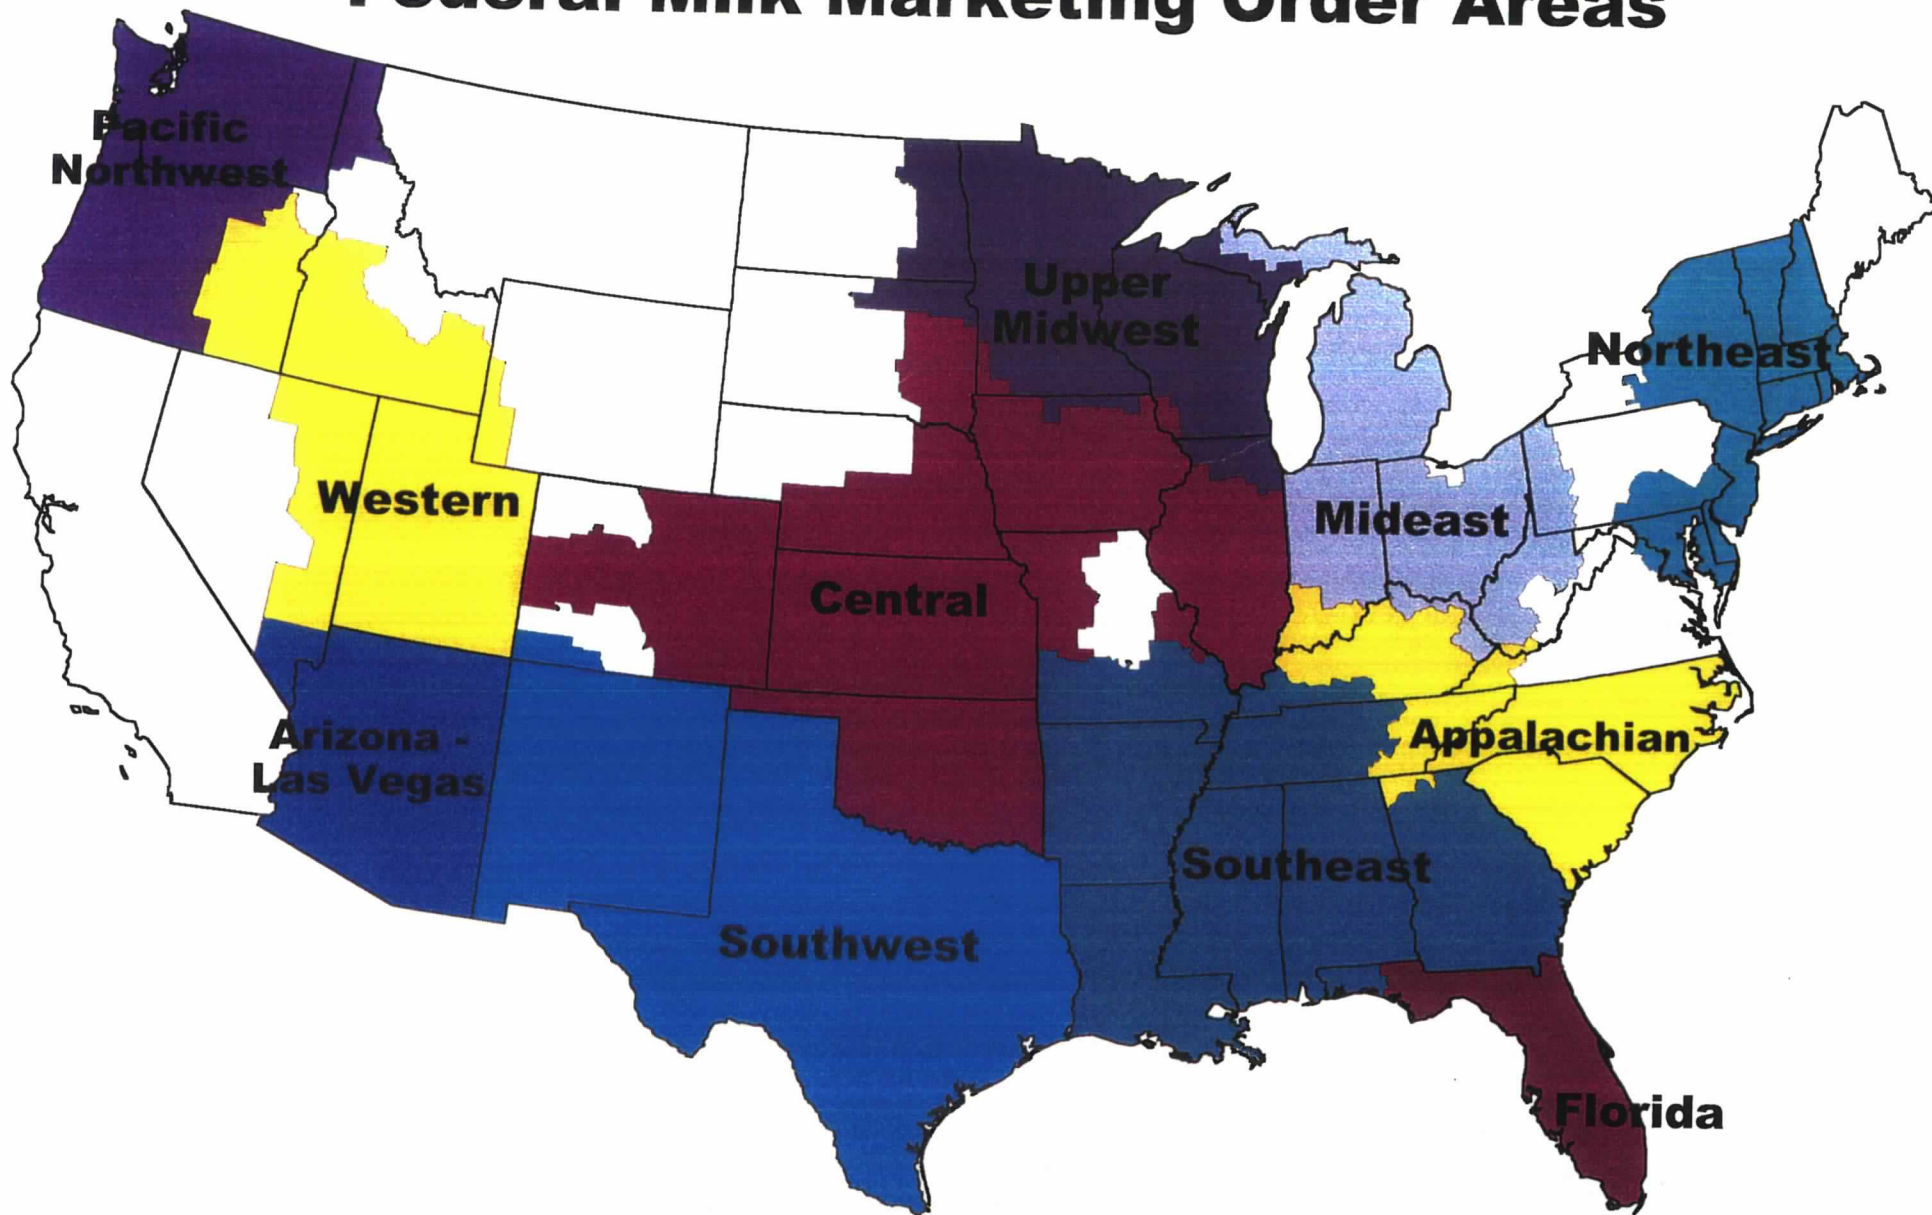 Federal Milk Marketing Order Areas
Pacific
Northwest
Upper
Midwest
Northeast
Western
Mideast
Central
Arizona -
Las Vegas
Appalachian
Southeast
Southwest
Florida